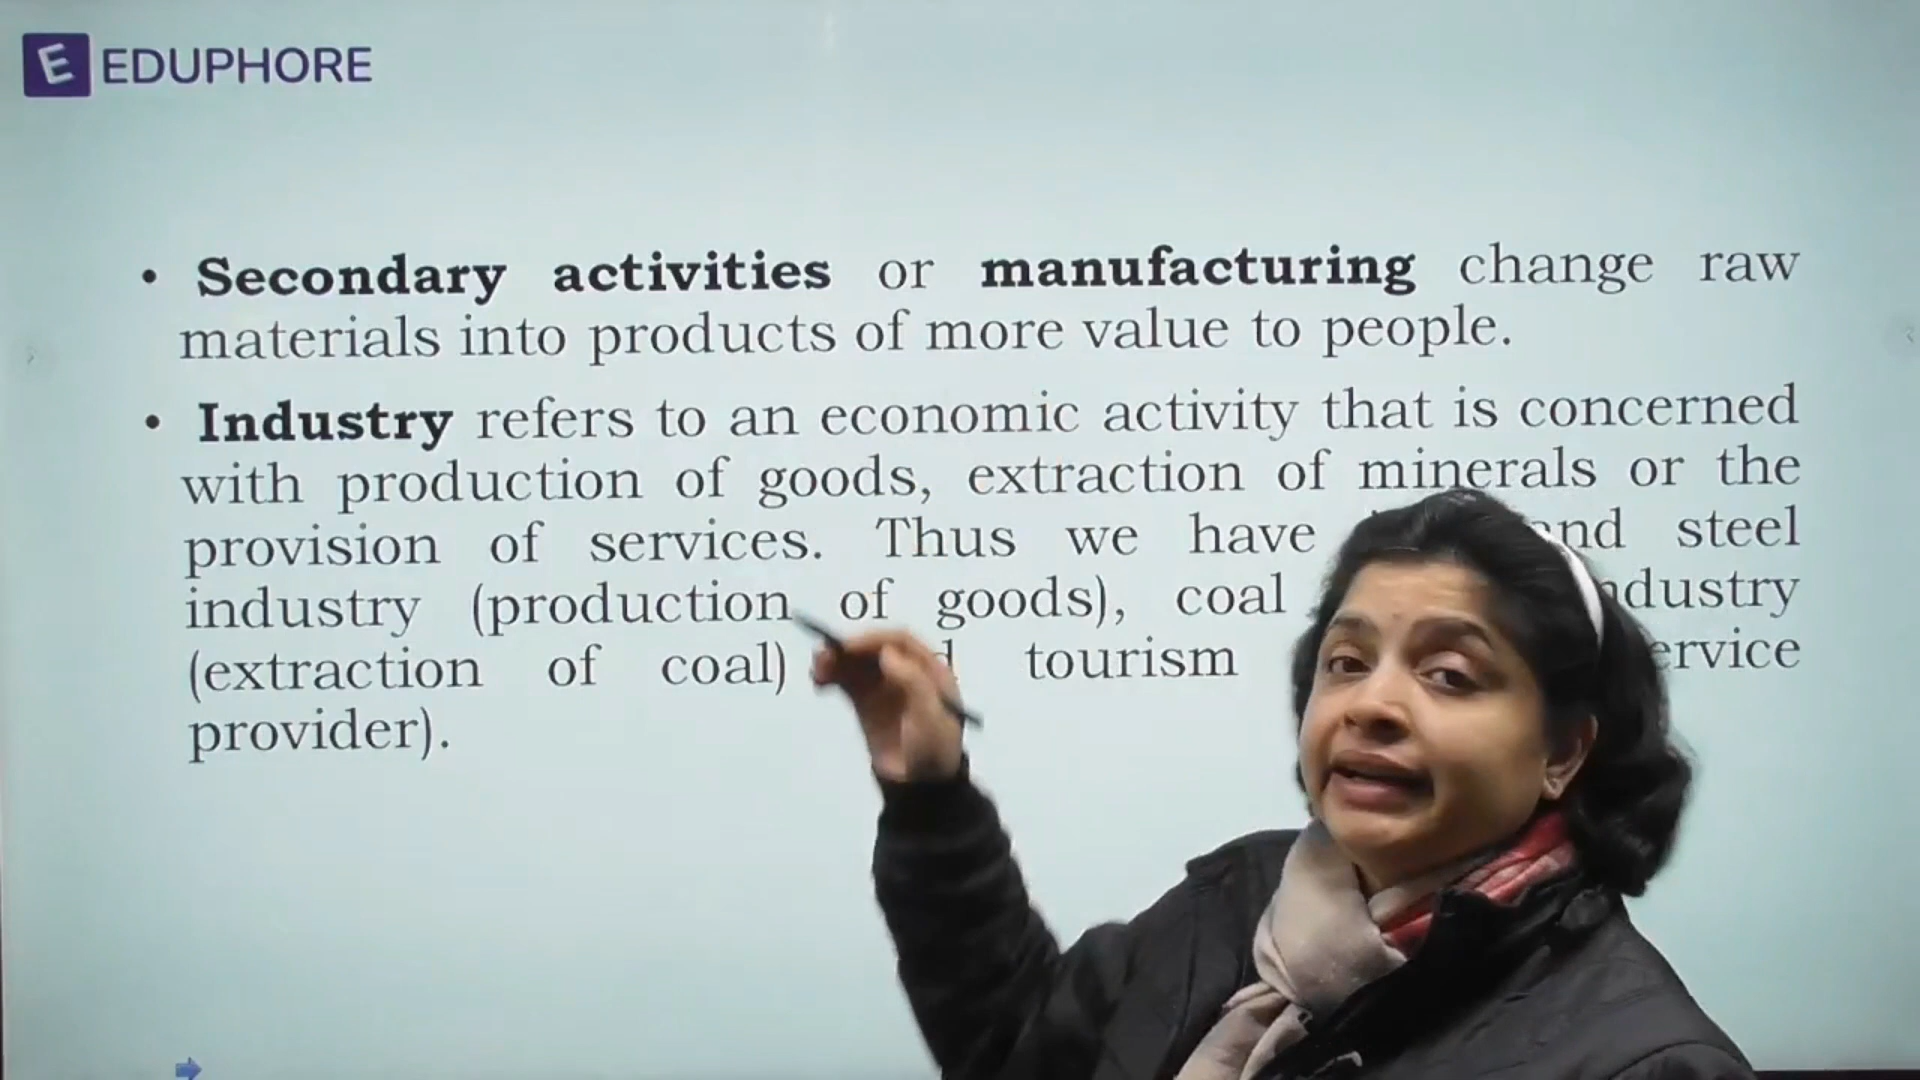 E EDUPHORE
• Secondary activities or manufacturing change raw
materials into products of more value to people.
• Industry refers to an economic activity that is concerned
with production of goods, extraction of minerals or the
provision of services. Thus we have steel
industry (production of goods), coal
(extraction of coal) tourism
provider).